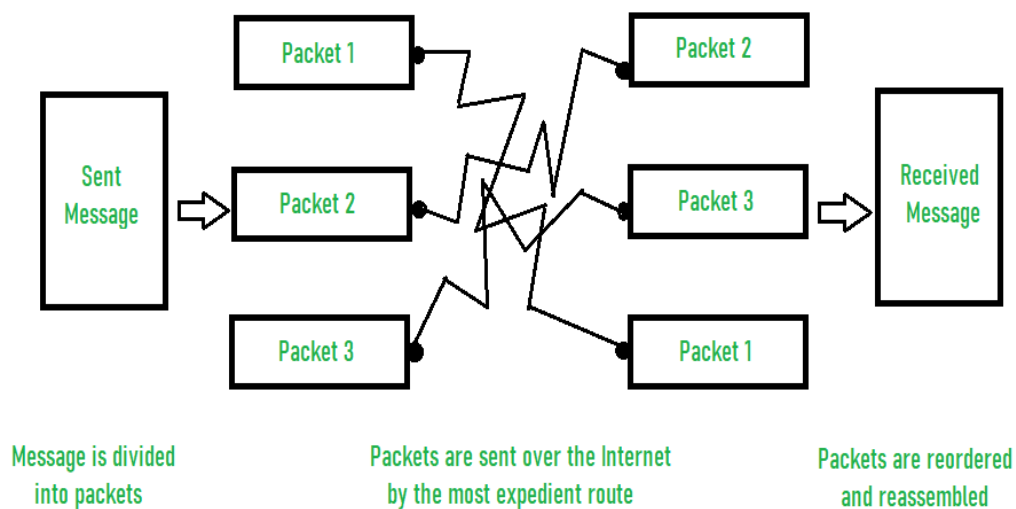 Sent
Message
Packet 1
Packet 2
Packet 3
Packet 2
Packet 3
Packet 1
Received
Message
Message is divided
into packets
Packets are sent over the Internet
by the most expedient route
Packets are reordered
and reassembled